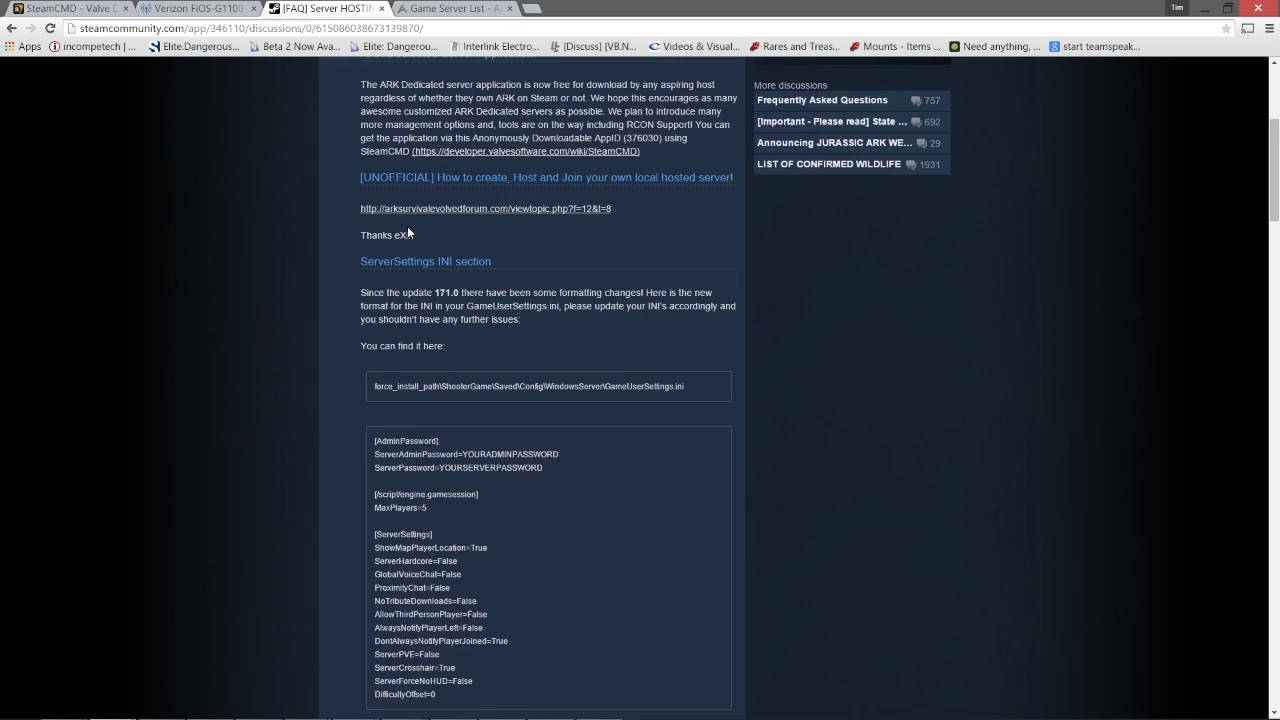 SteamCMD - Valve D
Verizon FiOS-G1100
[FAQ] Server HOSTIN
Game Server List - A
Tim
steamcommunity.com/app/346110/discussions/0/615086038673139870/
Apps
incompetech
Elite.Dangerous...
Beta 2 Now Ava...
Elite: Dangerou...
Interlink Electro...
[Discuss] [VB.N...
Videos & Visual...
Rares and Treas...
Mounts - Items ...
Need anything, ...
start teamspeak...
The ARK Dedicated server application is now free for download by any aspiring host
regardless of whether they own ARK on Steam or not. We hope this encourages as many
awesome customized ARK Dedicated servers as possible. We plan to introduce many
more management options and, tools are on the way including RCON Support! You can
get the application via this Anonymously Downloadable AppID (376030) using
SteamCMD (https://developer.valvesoftware.com/wiki/SteamCMD)
[UNOFFICIAL] How to create, Host and Join your own local hosted server!
http://arksurvivalevolvedforum.com/viewtopic.php?f=12&t=8
Thanks
ServerSettings INI section
Since the update 171.0 there have been some formatting changes! Here is the new
format for the INI in your GameUserSettings.ini, please update your INI's accordingly and
you shouldn't have any further issues:
You can find it here:
force_install_path\ShooterGame\Saved\Config\WindowsServer\GameUserSettings.ini
[AdminPassword]
ServerAdminPassword=YOURADMINPASSWORD
ServerPassword=YOURSERVERPASSWORD
[/script/engine.gamesession]
MaxPlayers=5
[ServerSettings]
ShowMapPlayerLocation=True
ServerHardcore=False
GlobalVoiceChat=False
ProximityChat=False
NoTributeDownloads=False
AllowThirdPersonPlayer=False
AlwaysNotifyPlayerLeft=False
DontAlwaysNotifyPlayerJoined=True
ServerPVE=False
ServerCrosshair=True
ServerForceNoHUD=False
DifficultyOffset=0
More discussions
Frequently Asked Questions 757
[Important - Please read] State ... 692
Announcing JURASSIC ARK WE... 29
LIST OF CONFIRMED WILDLIFE 1931